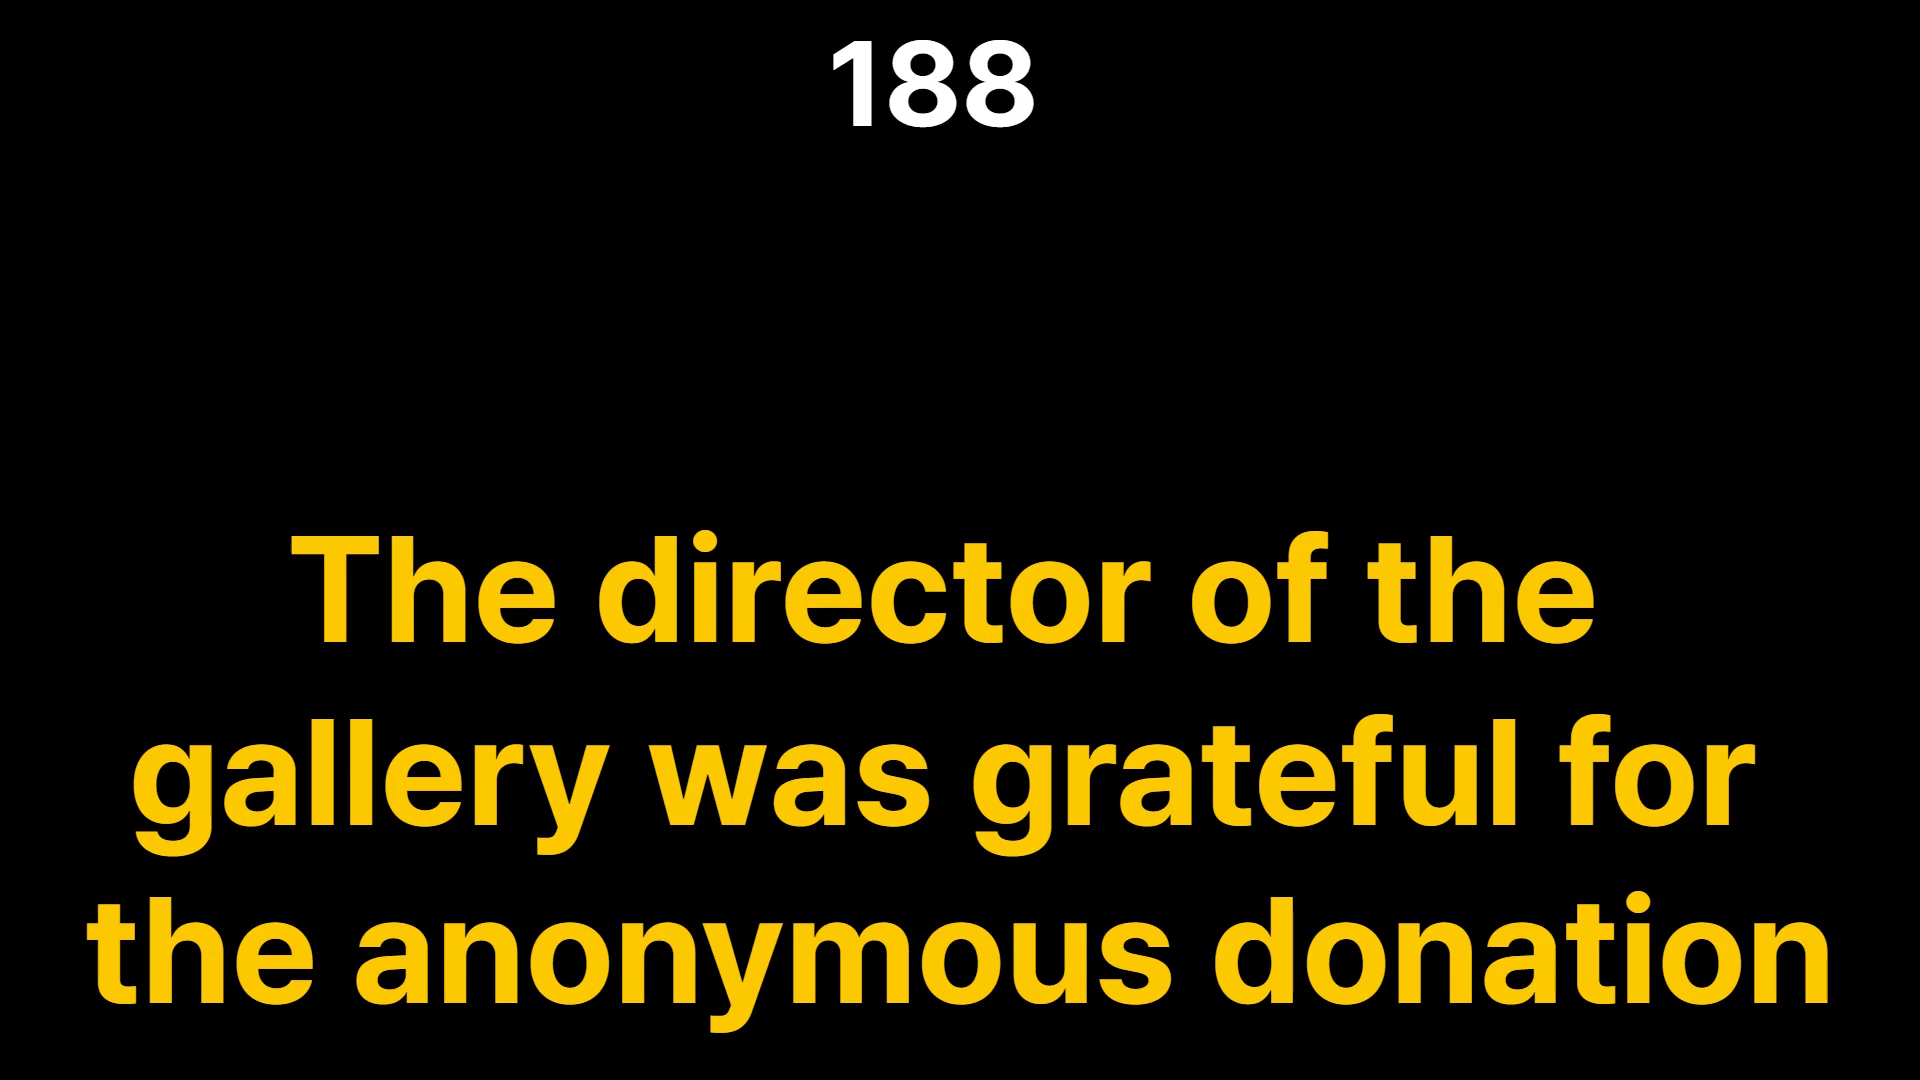 188
The director of the
gallery was grateful for
the anonymous donation